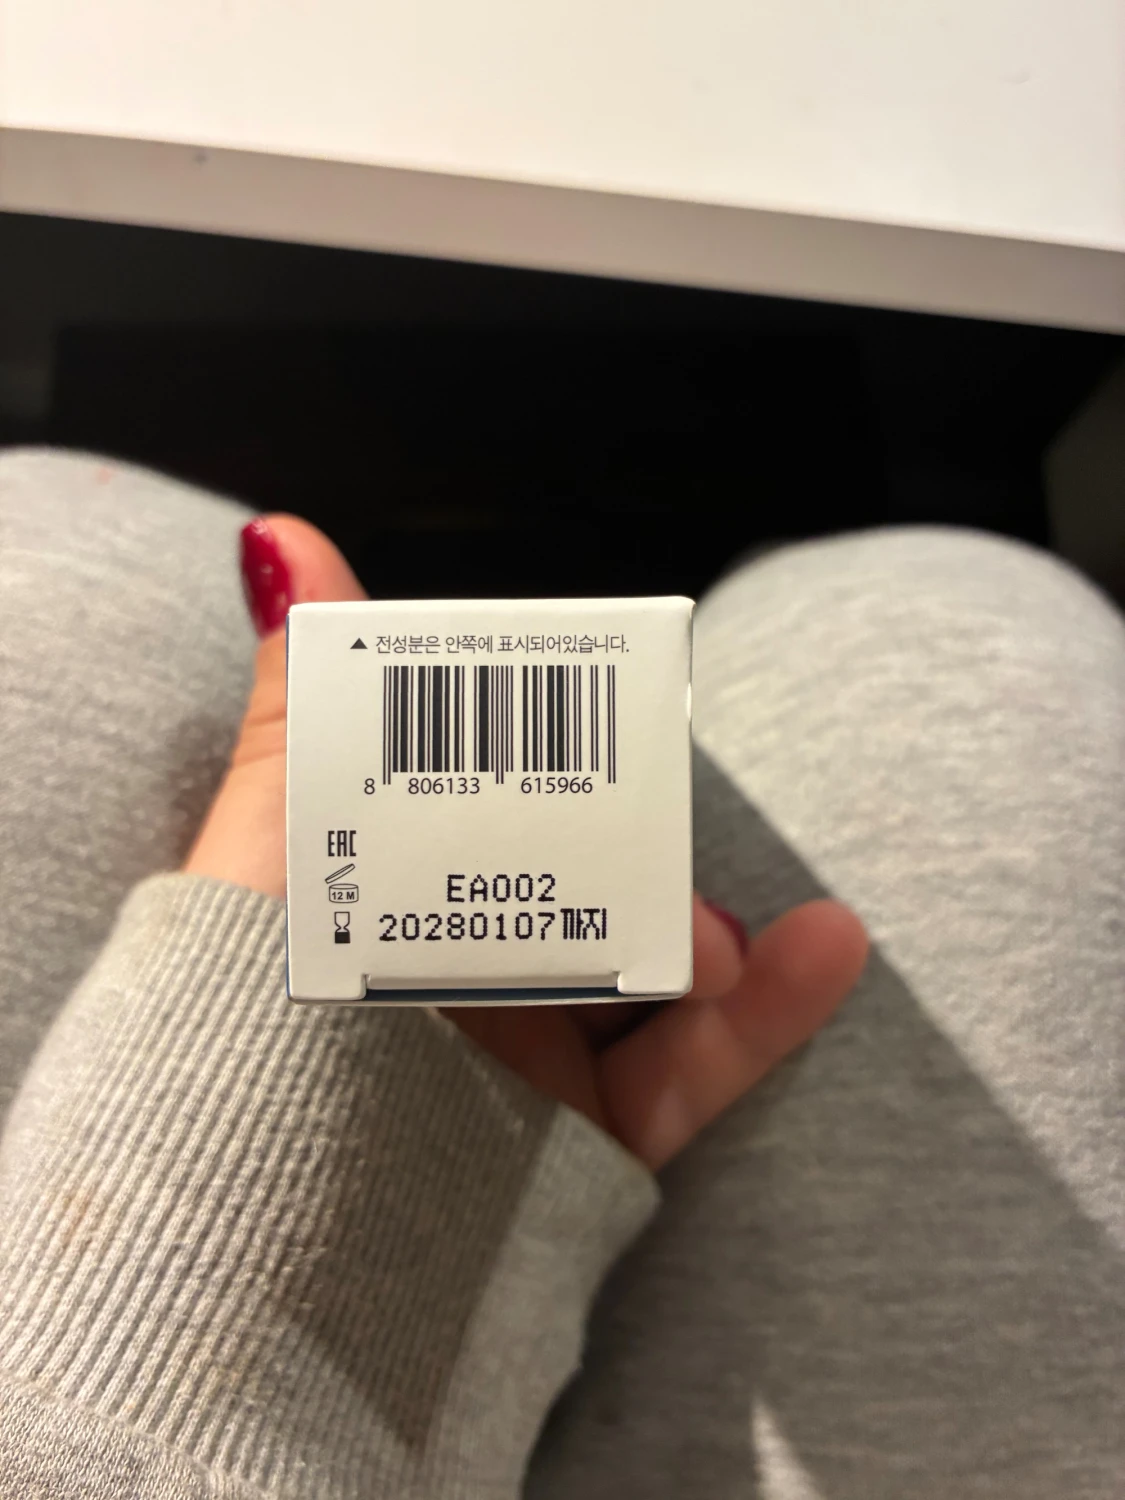 ▲ 전성분은 안쪽에 표시되어있습니다.
8 806133 615966
EAC
12 M
EA002
20280107까지